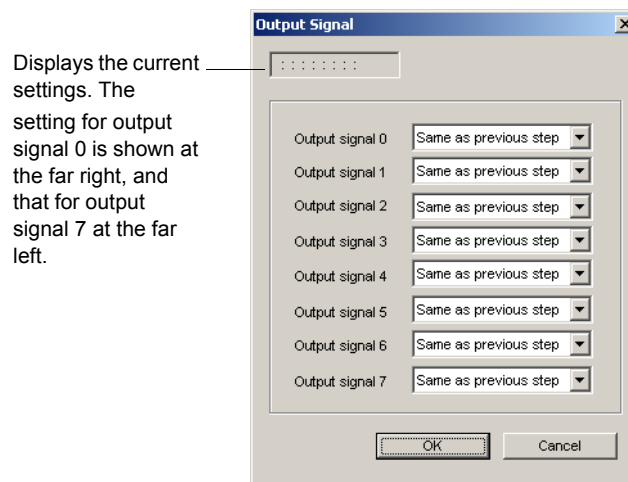 Output Signal
Displays the current
settings. The
setting for output
signal 0 is shown at
the far right, and
that for output
signal 7 at the far
left.
: : : : : : : :
Output signal 0 Same as previous step
Output signal 1 Same as previous step
Output signal 2 Same as previous step
Output signal 3 Same as previous step
Output signal 4 Same as previous step
Output signal 5 Same as previous step
Output signal 6 Same as previous step
Output signal 7 Same as previous step
OK Cancel